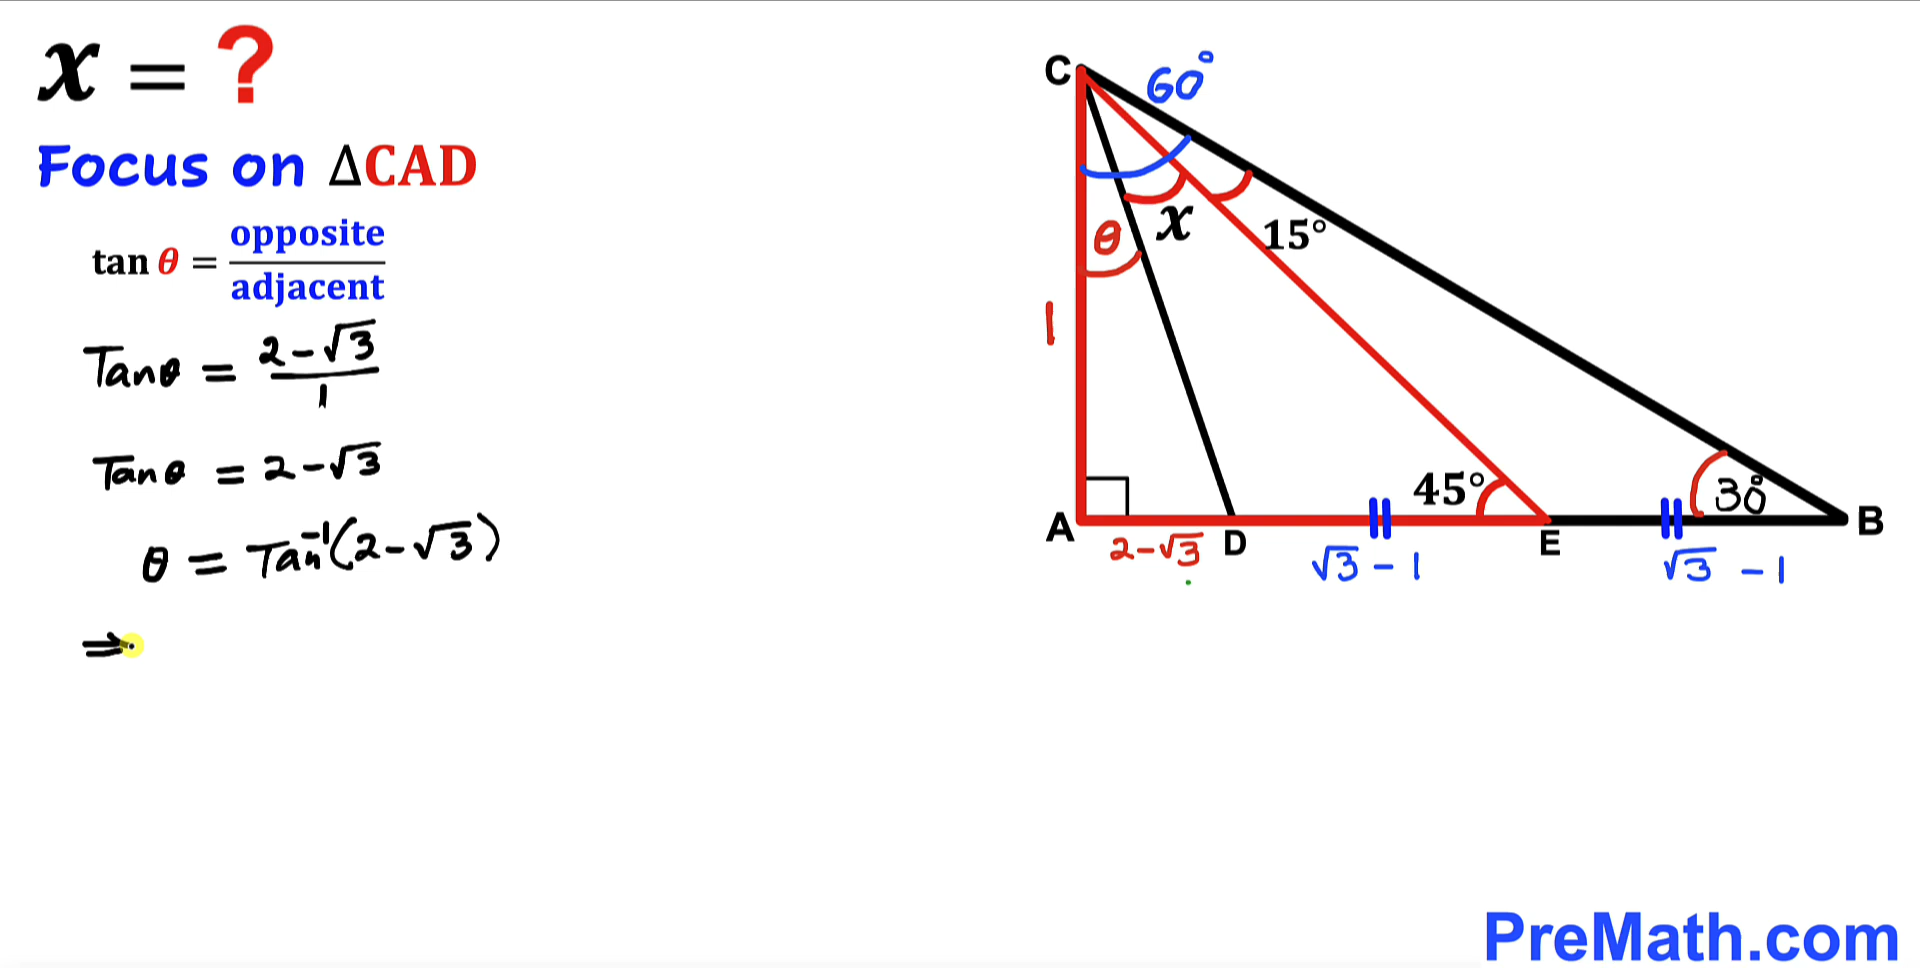 x = ?
Focus on ΔCAD
tan θ = opposite / adjacent
Tanθ = 2-√3 / 1
Tanθ = 2-√3
θ = Tan⁻¹(2-√3)
⇒
C
60°
θ
x
15°
1
45°
30°
A
2-√3
D
√3 - 1
E
√3 - 1
B
PreMath.com